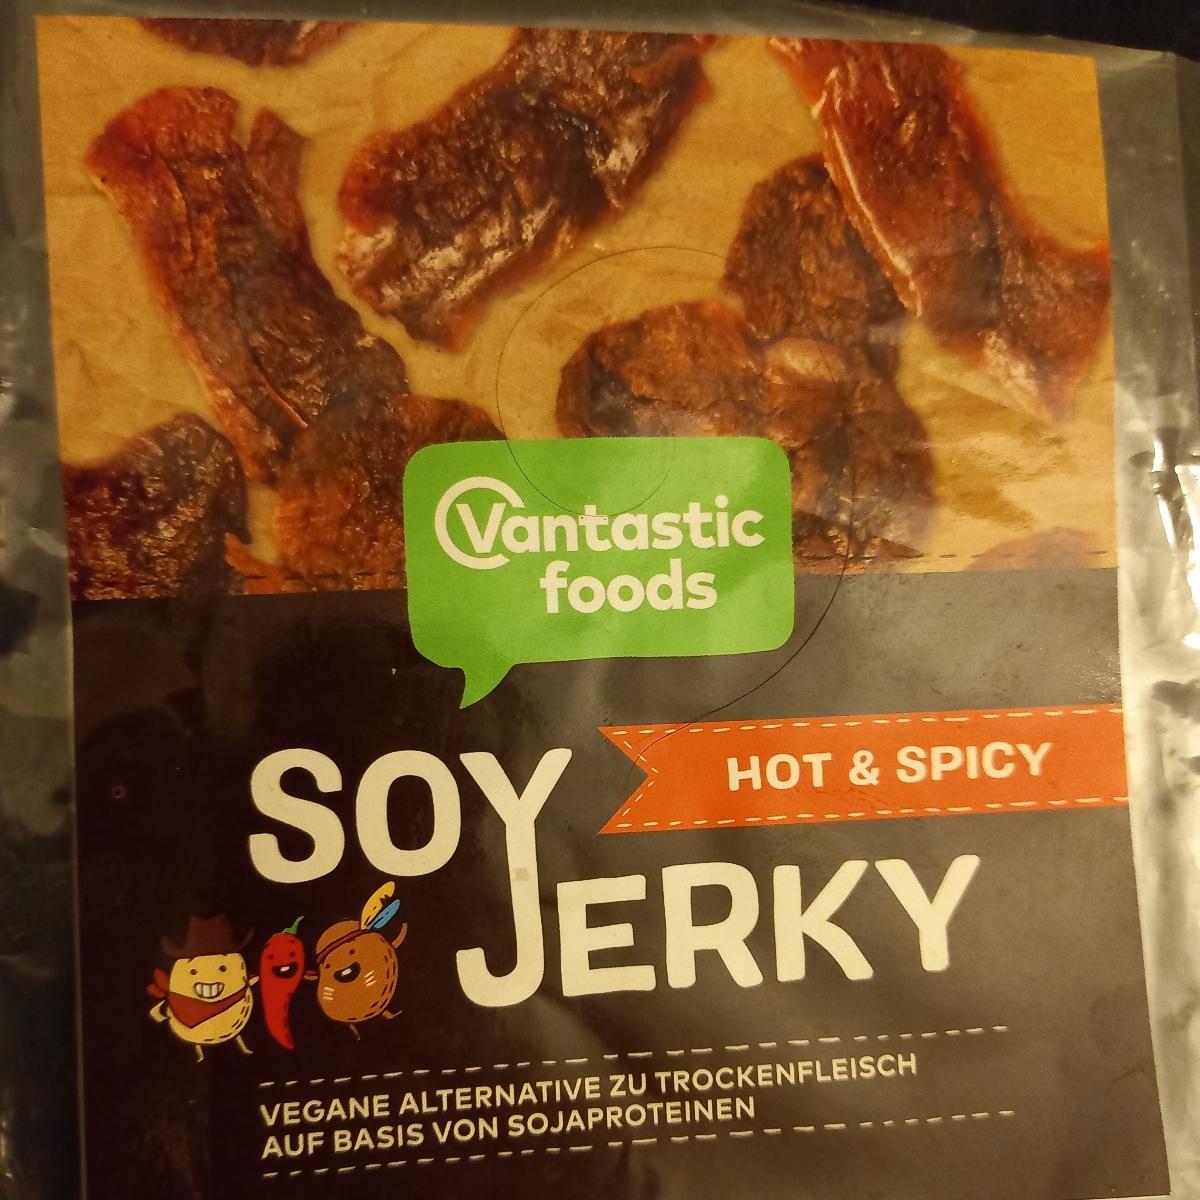 Vantastic
foods
SOY
HOT & SPICY
JERKY
VEGANE ALTERNATIVE ZU TROCKENFLEISCH
AUF BASIS VON SOJAPROTEINEN